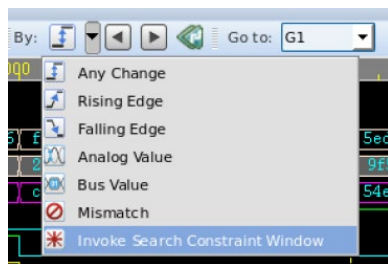 By: Go to: G1
Any Change
Rising Edge
Falling Edge
Analog Value
Bus Value
Mismatch
Invoke Search Constraint Window